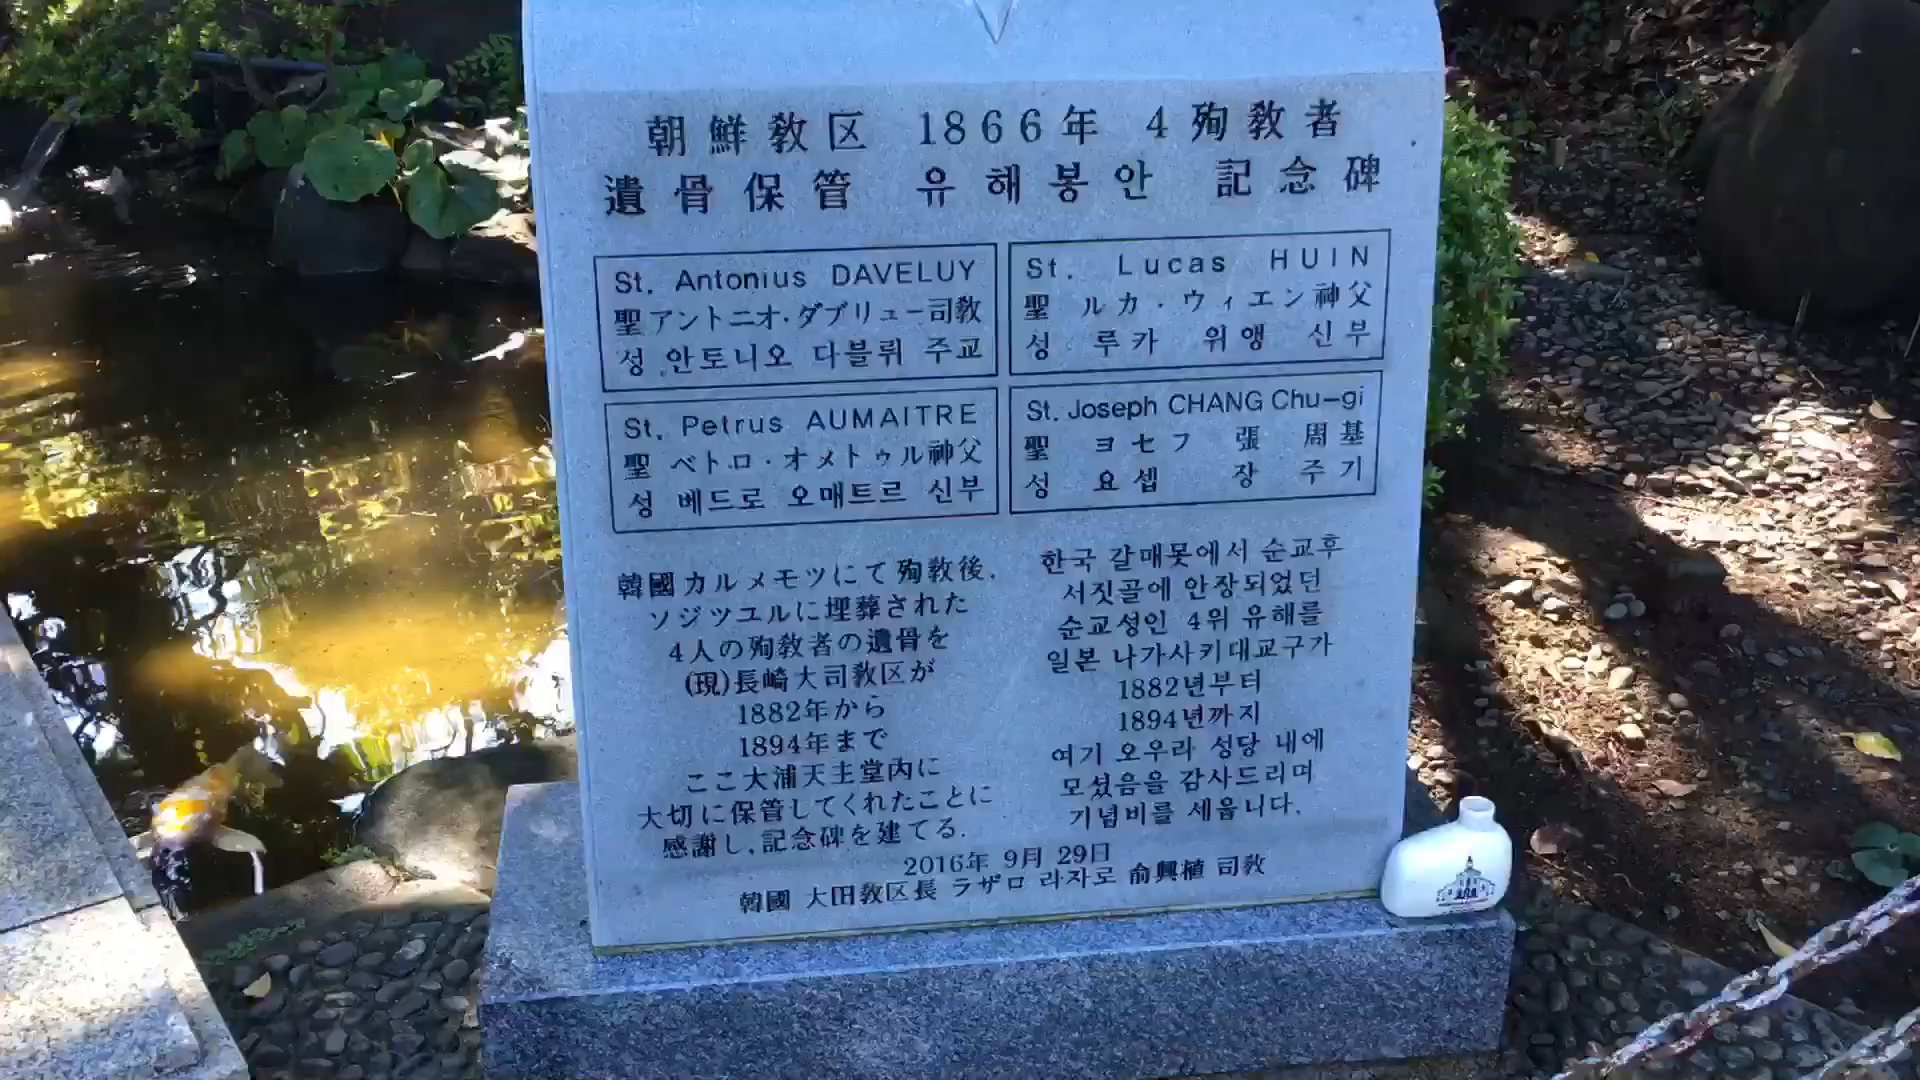 朝鮮教区 1866年 4殉教者
遺骨保管 유해봉안 記念碑
St. Antonius DAVELUY
聖アントニオ·ダブリュー司教
성 안토니오 다블뤼 주교
St. Lucas HUIN
聖 ルカ·ウィエン神父
성 루카 위앵 신부
St. Petrus AUMAITRE
聖 ペトロ·オメトゥル神父
성 베드로 오매트르 신부
St. Joseph CHANG Chu-gi
聖 ヨセフ 張 周基
성 요셉 장 주기
韓國カルメモツにて殉教後,
ソジツユルに埋葬された
4人の殉教者の遺骨を
(現)長崎大司教区が
1882年から
1894年まで
ここ大浦天主堂内に
大切に保管してくれたことに
感謝し,記念碑を建てる.
한국 갈매못에서 순교후
서짓골에 안장되었던
순교성인 4위 유해를
일본 나가사키대교구가
1882년부터
1894년까지
여기 오우라 성당 내에
모셨음을 감사드리며
기념비를 세웁니다.
2016年 9月 29日
韓國 大田教区長 ラザロ 라자로 兪興植 司教